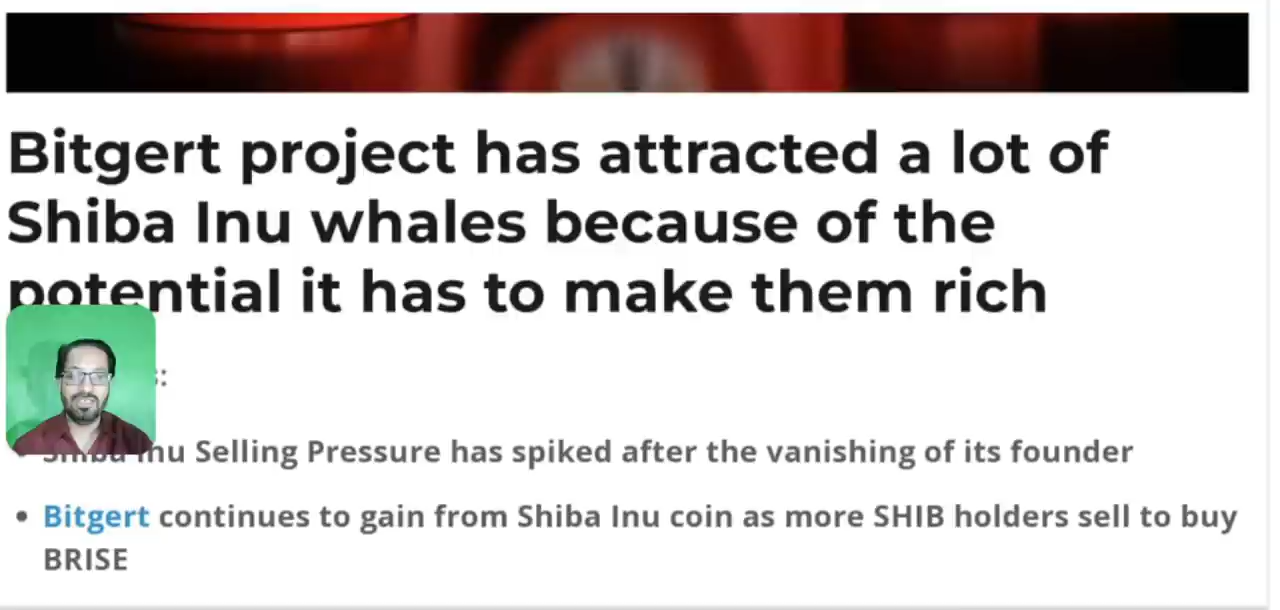 Bitgert project has attracted a lot of
Shiba Inu whales because of the
potential it has to make them rich
s:
Shiba Inu Selling Pressure has spiked after the vanishing of its founder
Bitgert continues to gain from Shiba Inu coin as more SHIB holders sell to buy
BRISE